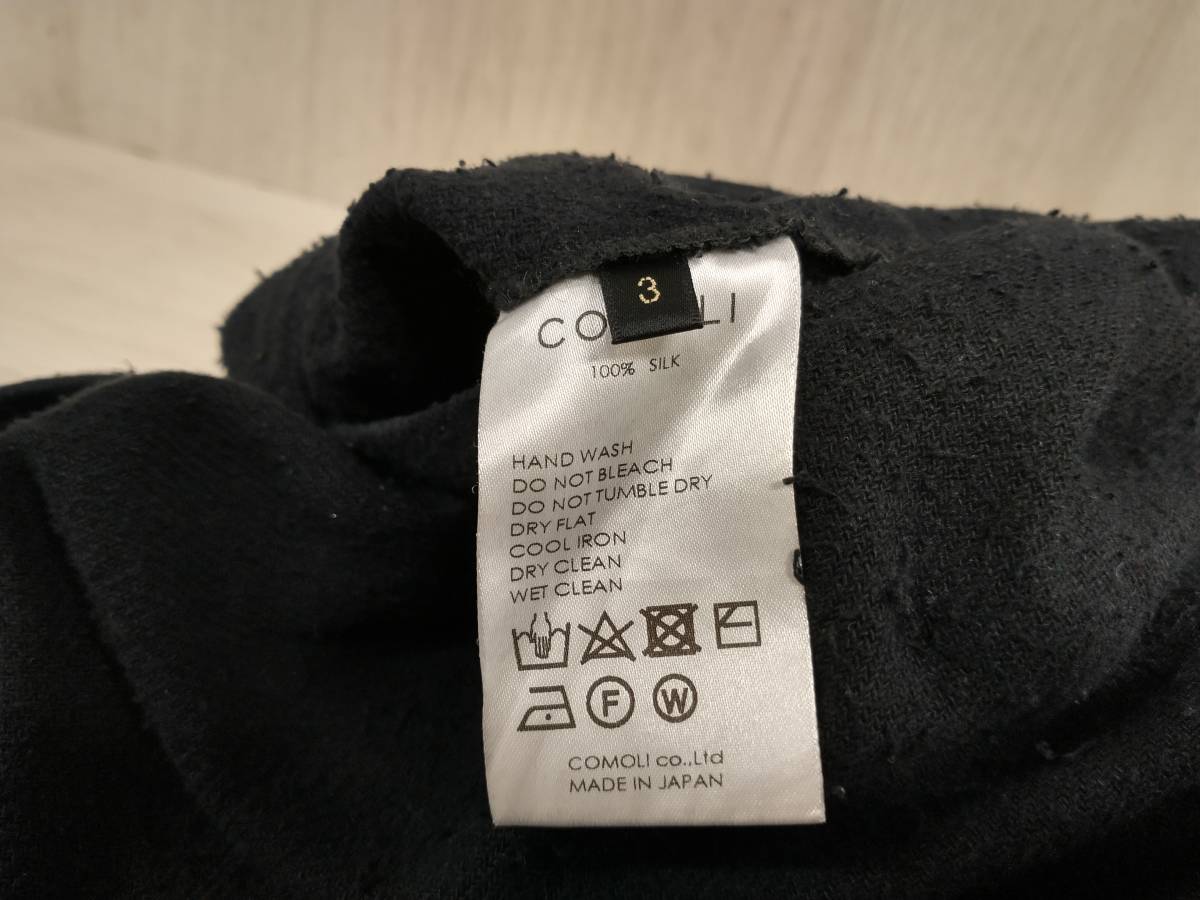 3
CO LI
100% SILK
HAND WASH
DO NOT BLEACH
DO NOT TUMBLE DRY
DRY FLAT
COOL IRON
DRY CLEAN
WET CLEAN
F W
COMOLI co.,Ltd
MADE IN JAPAN